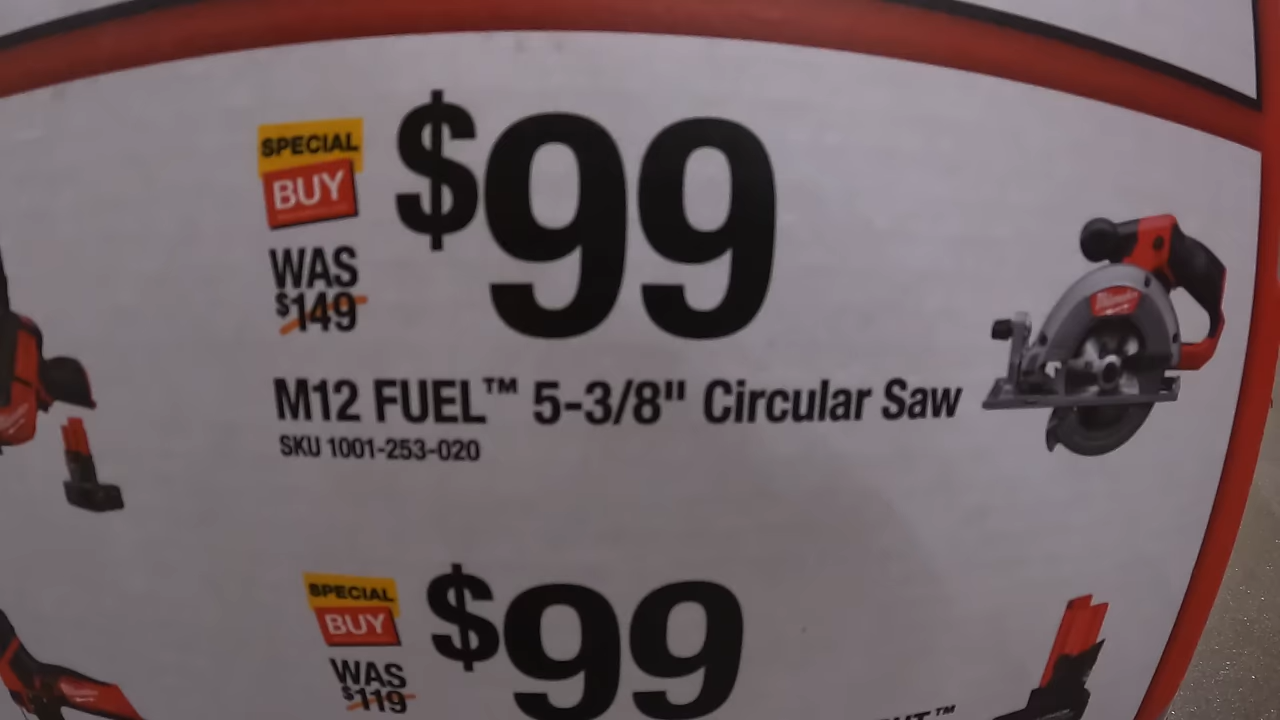 SPECIAL
BUY
$99
WAS
$149
M12 FUEL™ 5-3/8" Circular Saw
SKU 1001-253-020
Milwaukee
SPECIAL
BUY
$99
WAS
$119